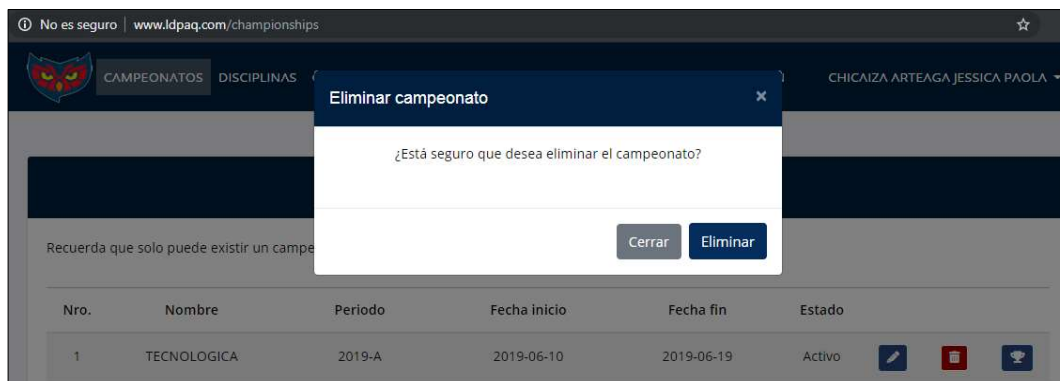 No es seguro | www.ldpaq.com/championships
CAMPEONATOS DISCIPLINAS CHICAIZA ARTEAGA JESSICA PAOLA
Eliminar campeonato ×
¿Está seguro que desea eliminar el campeonato?
Cerrar Eliminar
Recuerda que solo puede existir un campe
Nro. Nombre Periodo Fecha inicio Fecha fin Estado
1 TECNOLOGICA 2019-A 2019-06-10 2019-06-19 Activo